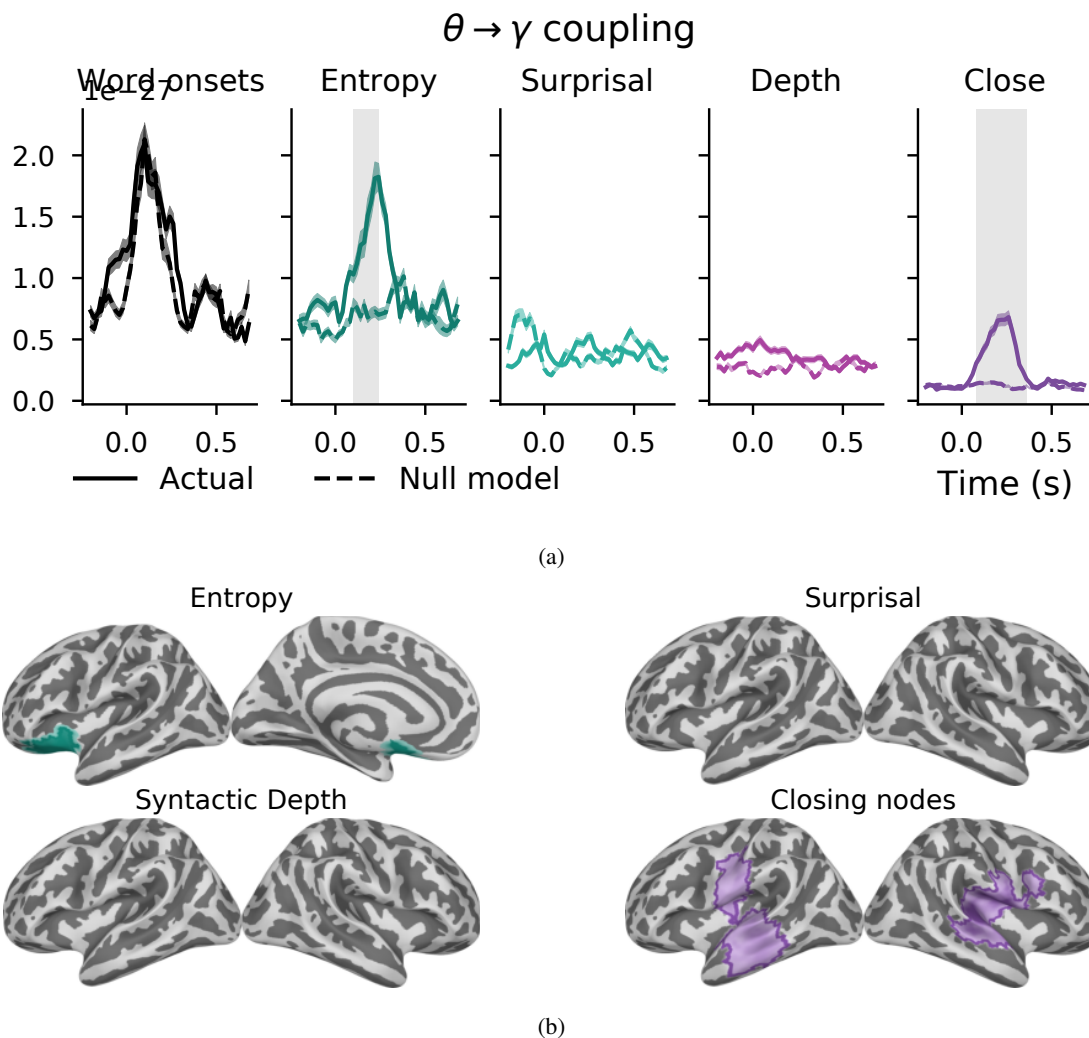 θ → γ coupling
Word onsets Entropy Surprisal Depth Close
1e−27
2.0
1.5
1.0
0.5
0.0
0.0 0.5 0.0 0.5 0.0 0.5 0.0 0.5 0.0 0.5
Actual Null model Time (s)
(a)
Entropy Surprisal
Syntactic Depth Closing nodes
(b)